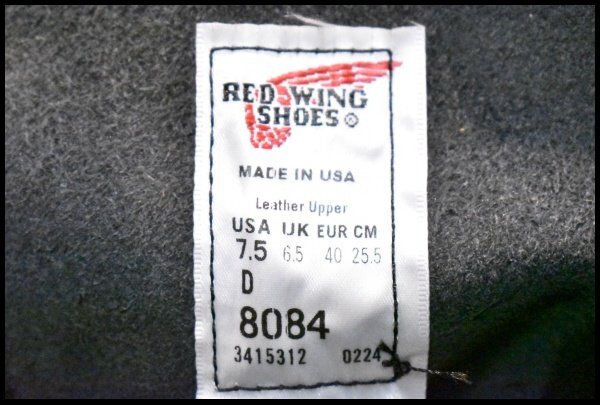 RED WING
SHOES ®
MADE IN USA
Leather Upper
USA UK EUR CM
7.5 6.5 40 25.5
D
8084
3415312 0224